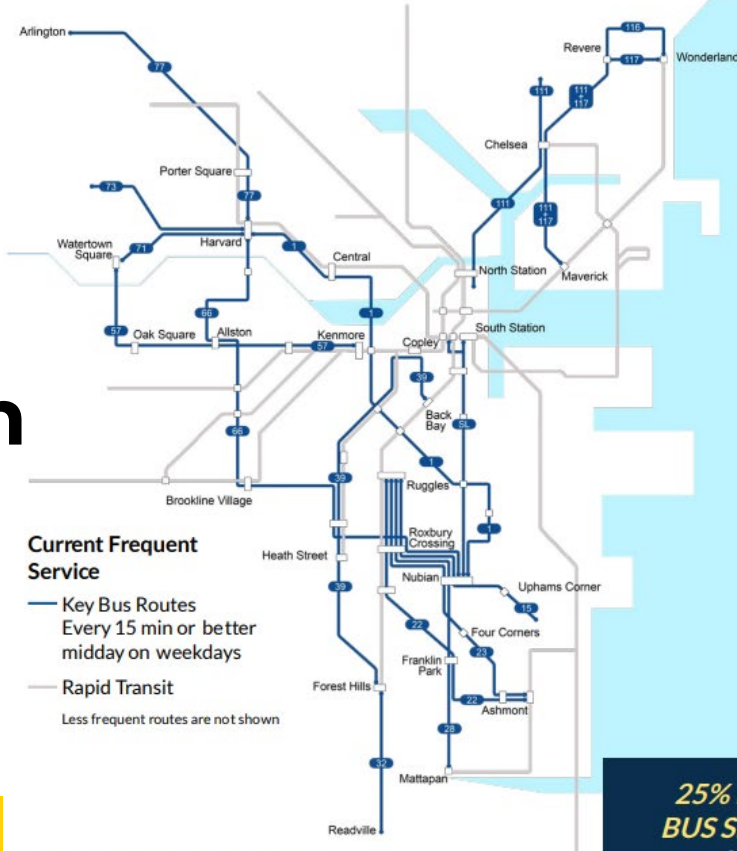 Arlington
77
116
Revere
117
Wonderland
111
111
+
117
Chelsea
Porter Square
73
77
111
111
+
117
Watertown
Square
71
Harvard
1
Central
North Station
Maverick
66
1
57
Oak Square
Allston
Kenmore
57
Copley
South Station
39
Back
Bay
SL
66
1
39
Ruggles
Brookline Village
1
n
Current Frequent
Service
Key Bus Routes
Every 15 min or better
midday on weekdays
Rapid Transit
Less frequent routes are not shown
Heath Street
Roxbury
Crossing
Nubian
39
Uphams Corner
15
22
Four Corners
23
Franklin
Park
Forest Hills
22
Ashmont
28
32
Mattapan
Readville
25%
BUS S